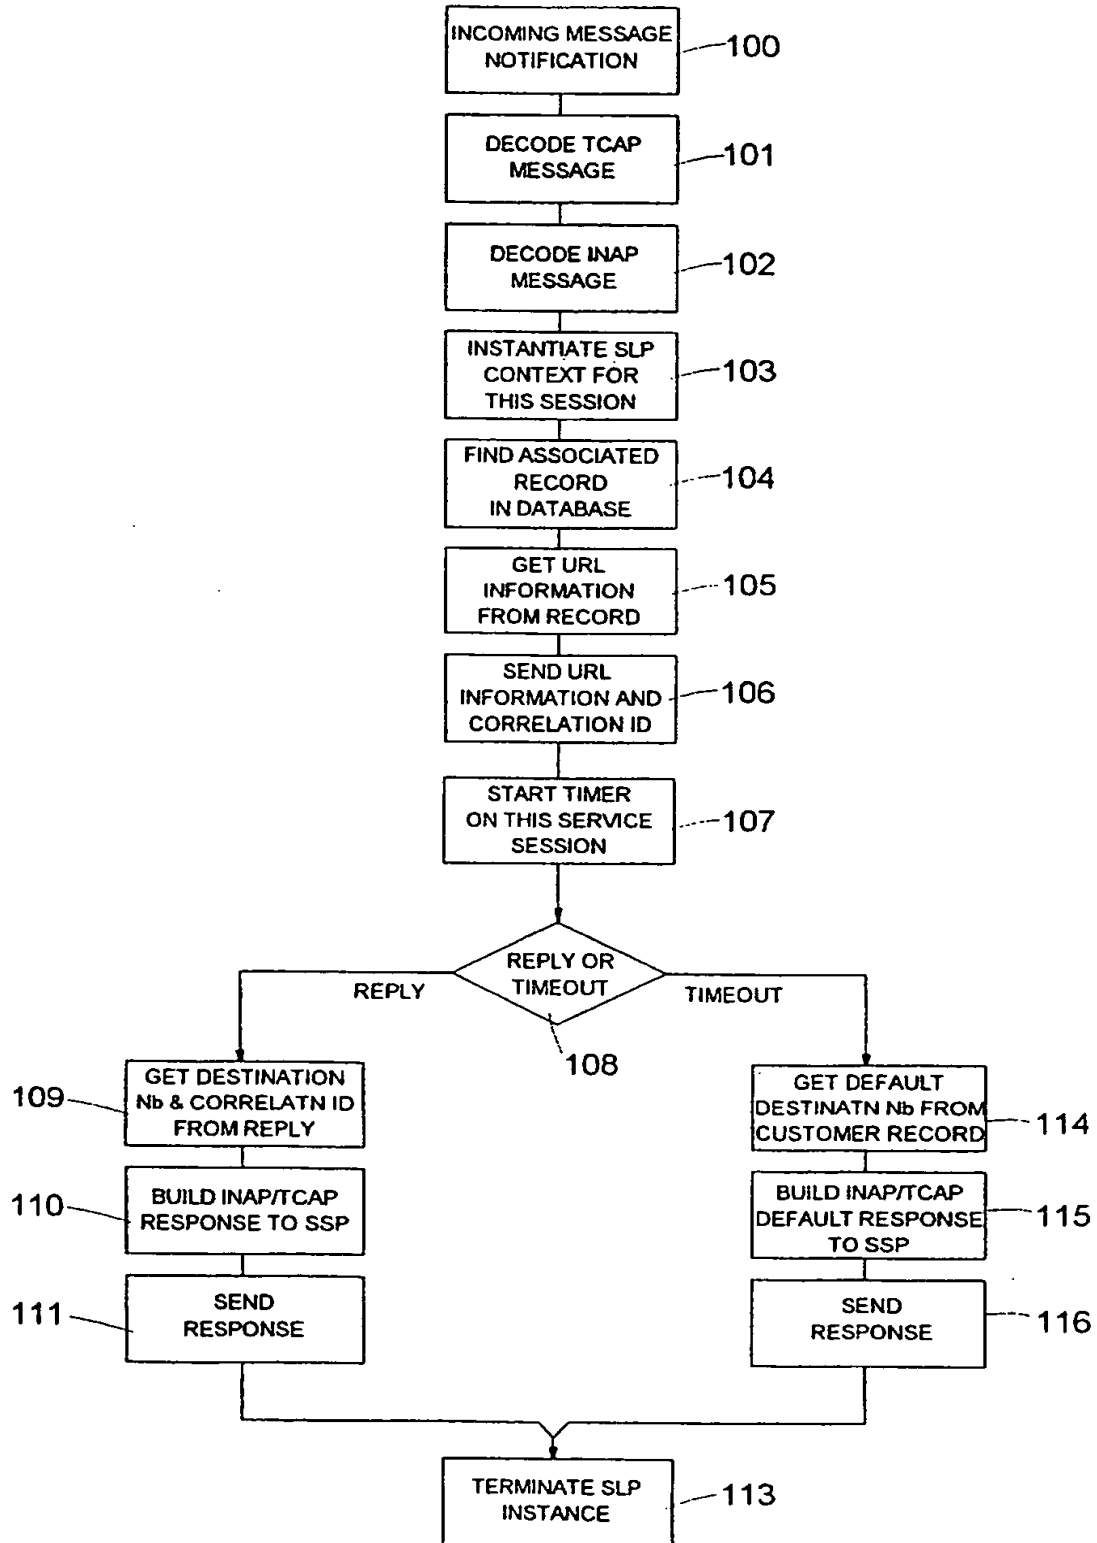 INCOMING MESSAGE
NOTIFICATION
100
DECODE TCAP
MESSAGE
101
DECODE INAP
MESSAGE
102
INSTANTIATE SLP
CONTEXT FOR
THIS SESSION
103
FIND ASSOCIATED
RECORD
IN DATABASE
104
GET URL
INFORMATION
FROM RECORD
105
SEND URL
INFORMATION AND
CORRELATION ID
106
START TIMER
ON THIS SERVICE
SESSION
107
REPLY OR
TIMEOUT
108
REPLY
TIMEOUT
109
GET DESTINATION
Nb & CORRELATN ID
FROM REPLY
110
BUILD INAP/TCAP
RESPONSE TO SSP
111
SEND
RESPONSE
GET DEFAULT
DESTINATN Nb FROM
CUSTOMER RECORD
114
BUILD INAP/TCAP
DEFAULT RESPONSE
TO SSP
115
SEND
RESPONSE
116
TERMINATE SLP
INSTANCE
113